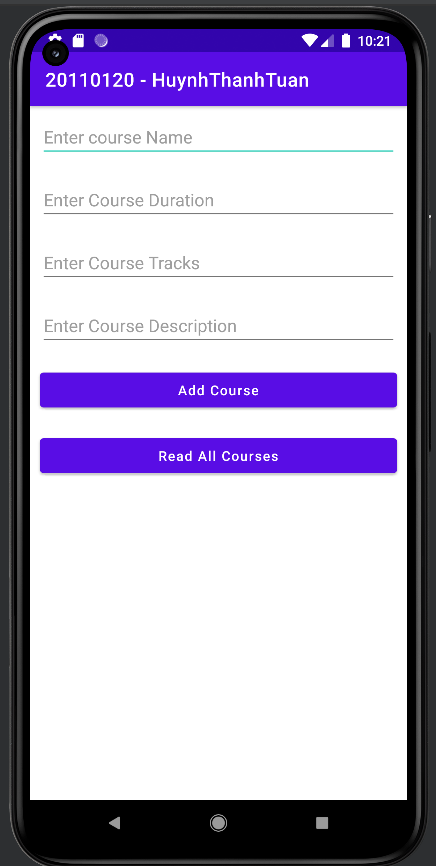 10:21
20110120 - HuynhThanhTuan
Enter course Name
Enter Course Duration
Enter Course Tracks
Enter Course Description
Add Course
Read All Courses